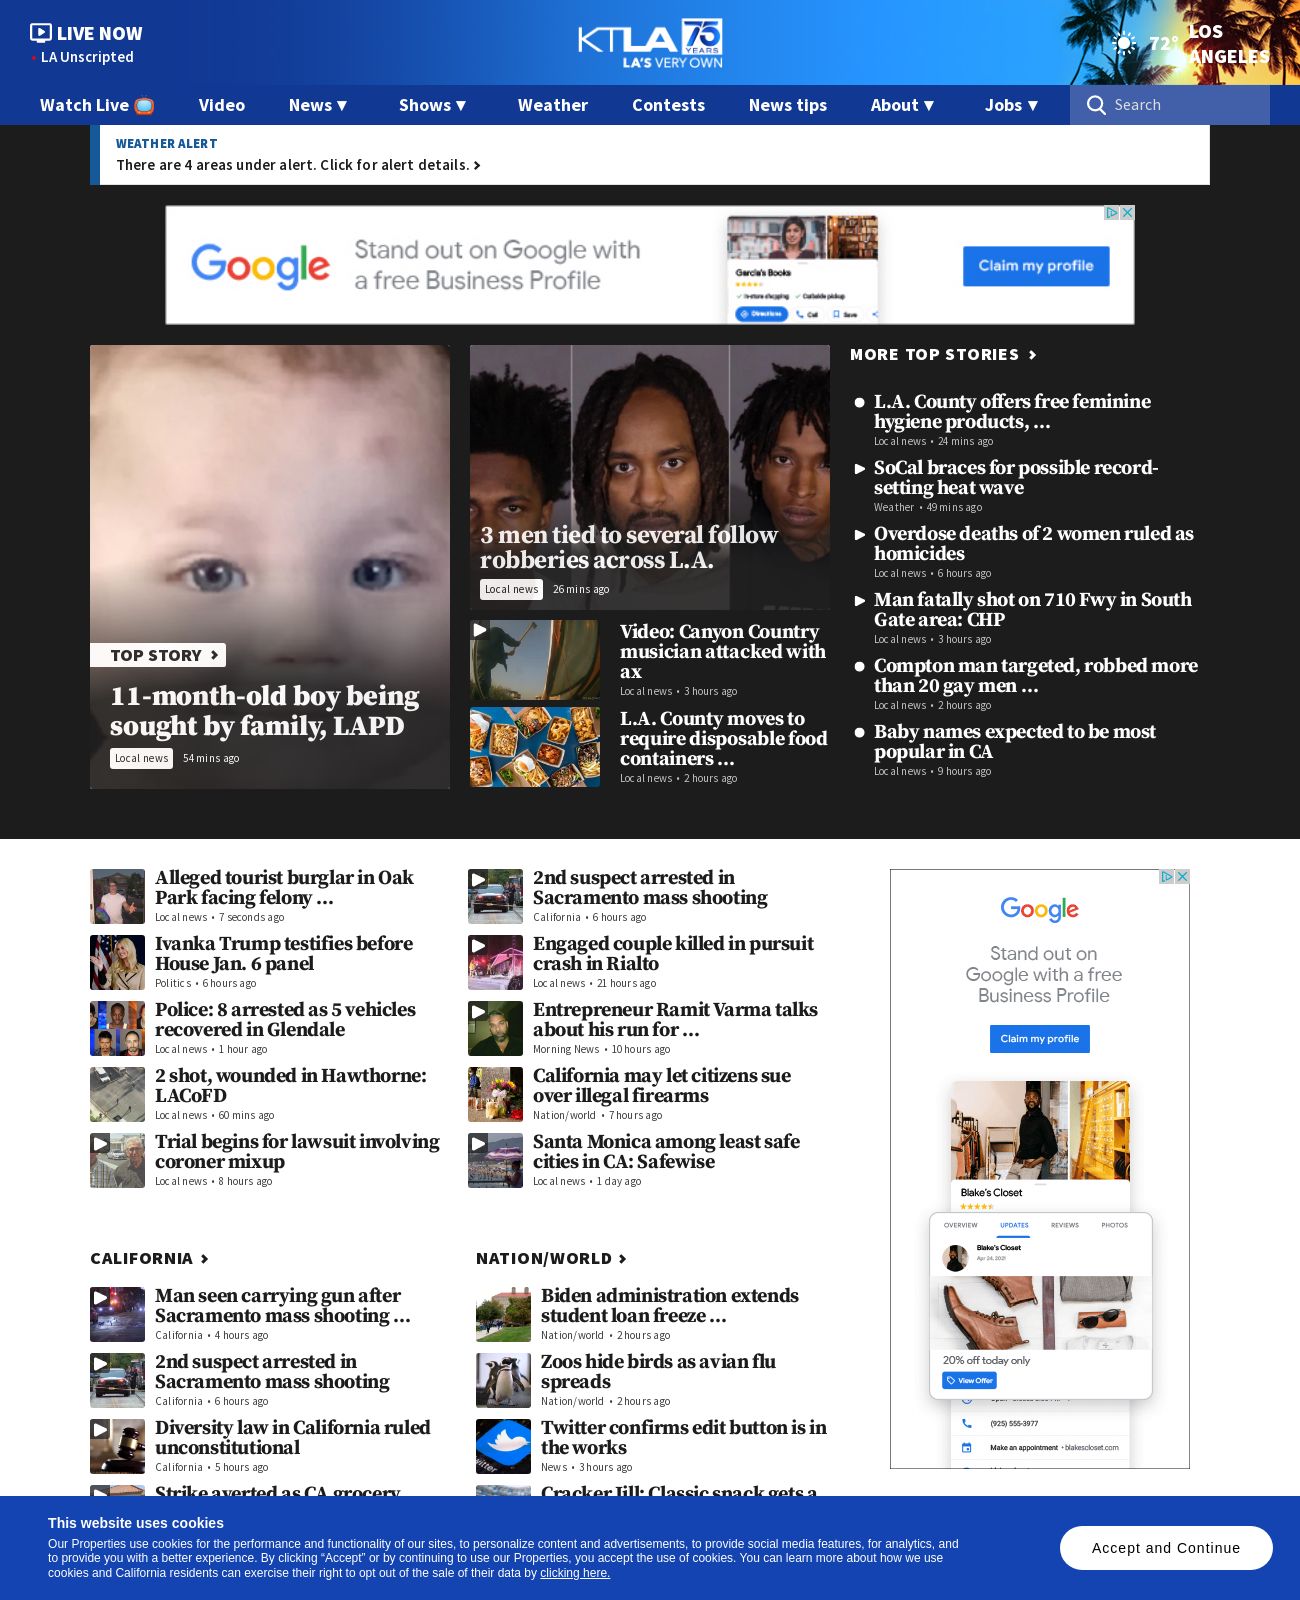 LIVE NOW
• LA Unscripted
KTLA 75
YEARS
LA'S VERY OWN
72°
LOS
ANGELES
Watch Live 📺 Video News ▼ Shows ▼ Weather Contests News tips About ▼ Jobs ▼ Search
WEATHER ALERT
There are 4 areas under alert. Click for alert details.
Google
Stand out on Google with
a free Business Profile
Garcia's Books
In-store shopping Curbside pickup
Directions Call Save
Claim my profile
TOP STORY
11-month-old boy being
sought by family, LAPD
Local news 54 mins ago
3 men tied to several follow
robberies across L.A.
Local news 26 mins ago
Video: Canyon Country
musician attacked with
ax
Local news • 3 hours ago
L.A. County moves to
require disposable food
containers …
Local news • 2 hours ago
MORE TOP STORIES
L.A. County offers free feminine
hygiene products, …
Local news • 24 mins ago
SoCal braces for possible record-
setting heat wave
Weather • 49 mins ago
Overdose deaths of 2 women ruled as
homicides
Local news • 6 hours ago
Man fatally shot on 710 Fwy in South
Gate area: CHP
Local news • 3 hours ago
Compton man targeted, robbed more
than 20 gay men …
Local news • 2 hours ago
Baby names expected to be most
popular in CA
Local news • 9 hours ago
Alleged tourist burglar in Oak
Park facing felony …
Local news • 7 seconds ago
Ivanka Trump testifies before
House Jan. 6 panel
Politics • 6 hours ago
Police: 8 arrested as 5 vehicles
recovered in Glendale
Local news • 1 hour ago
2 shot, wounded in Hawthorne:
LACoFD
Local news • 60 mins ago
Trial begins for lawsuit involving
coroner mixup
Local news • 8 hours ago
2nd suspect arrested in
Sacramento mass shooting
California • 6 hours ago
Engaged couple killed in pursuit
crash in Rialto
Local news • 21 hours ago
Entrepreneur Ramit Varma talks
about his run for …
Morning News • 10 hours ago
California may let citizens sue
over illegal firearms
Nation/world • 7 hours ago
Santa Monica among least safe
cities in CA: Safewise
Local news • 1 day ago
Google
Stand out on
Google with a free
Business Profile
Claim my profile
Blake's Closet
OVERVIEW UPDATES REVIEWS PHOTOS
Blake's Closet
Apr 24, 2021
20% off today only
View Offer
(925) 555-3977
Make an appointment • blakescloset.com
CALIFORNIA
Man seen carrying gun after
Sacramento mass shooting …
California • 4 hours ago
2nd suspect arrested in
Sacramento mass shooting
California • 6 hours ago
Diversity law in California ruled
unconstitutional
California • 5 hours ago
Strike averted as CA grocery
NATION/WORLD
Biden administration extends
student loan freeze …
Nation/world • 2 hours ago
Zoos hide birds as avian flu
spreads
Nation/world • 2 hours ago
Twitter confirms edit button is in
the works
News • 3 hours ago
Cracker Jill: Classic snack gets a
This website uses cookies
Our Properties use cookies for the performance and functionality of our sites, to personalize content and advertisements, to provide social media features, for analytics, and
to provide you with a better experience. By clicking “Accept” or by continuing to use our Properties, you accept the use of cookies. You can learn more about how we use
cookies and California residents can exercise their right to opt out of the sale of their data by clicking here.
Accept and Continue